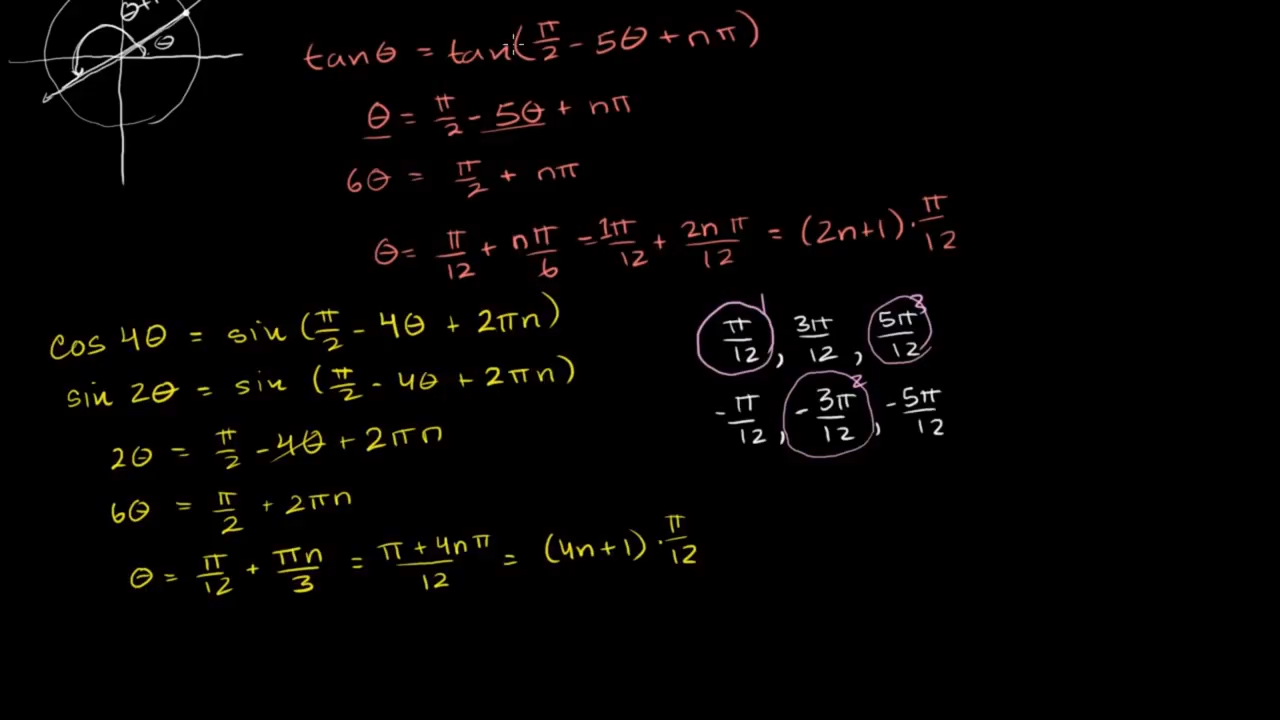 θ+π
θ
tanθ = tan(π/2 - 5θ + nπ)
θ = π/2 - 5θ + nπ
6θ = π/2 + nπ
θ = π/12 + nπ/6 = 1π/12 + 2nπ/12 = (2n+1)·π/12
cos 4θ = sin (π/2 - 4θ + 2πn)
sin 2θ = sin (π/2 - 4θ + 2πn)
2θ = π/2 - 4θ + 2πn
6θ = π/2 + 2πn
θ = π/12 + πn/3 = π + 4nπ/12 = (4n+1)·π/12
1
π/12, 3π/12, 5π/12
-π/12, -3π/12, -5π/12
2